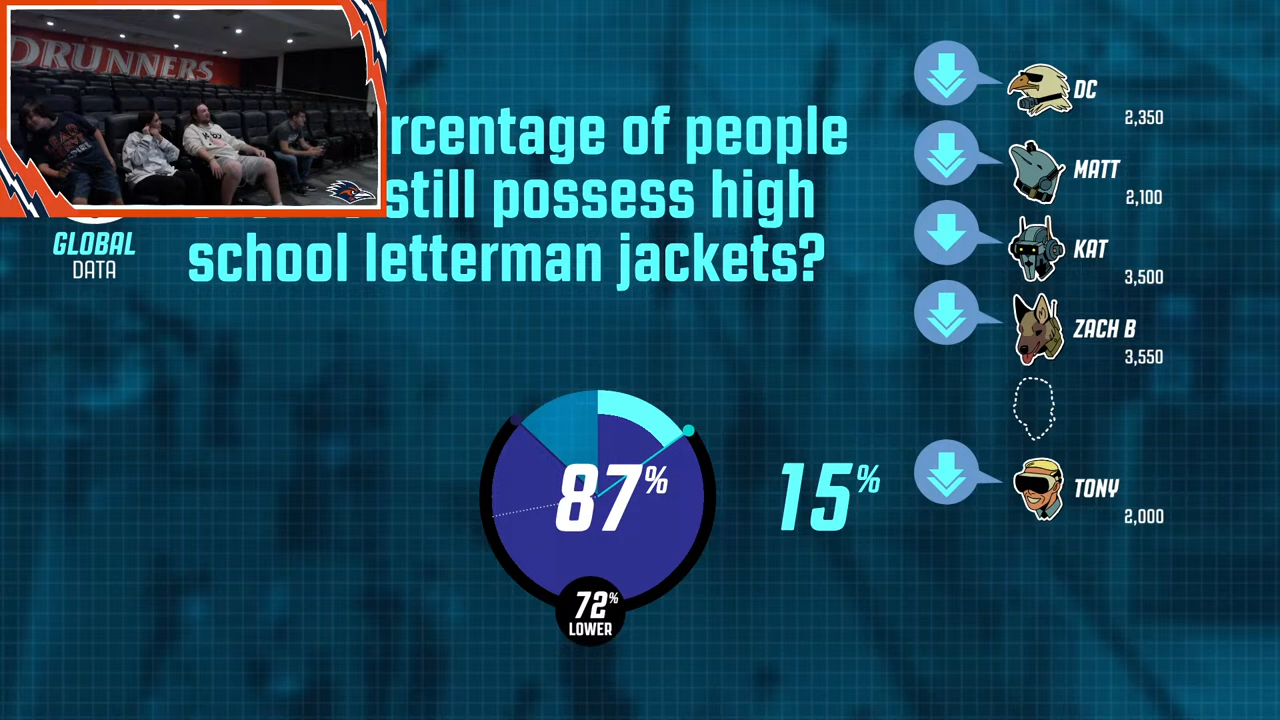 DRUNNERS
rcentage of people
still possess high
school letterman jackets?
GLOBAL
DATA
87%
15%
72%
LOWER
DC
2,350
MATT
2,100
KAT
3,500
ZACH B
3,550
TONY
2,000